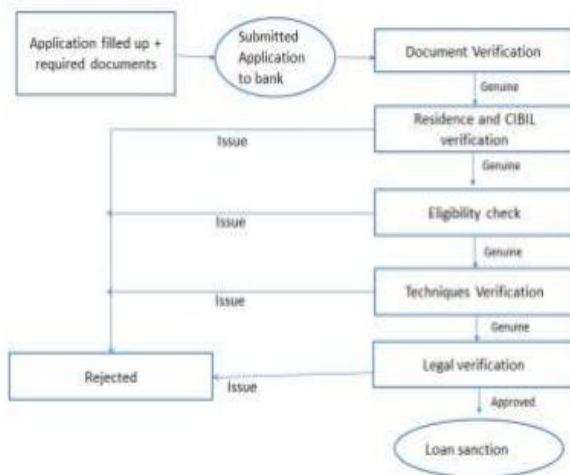 Application filled up +
required documents
Submitted
Application
to bank
Document Verification
Genuine
Residence and CIBIL
verification
Issue
Genuine
Eligibility check
Issue
Genuine
Techniques Verification
Issue
Genuine
Legal verification
Rejected
Issue
Approved
Loan sanction